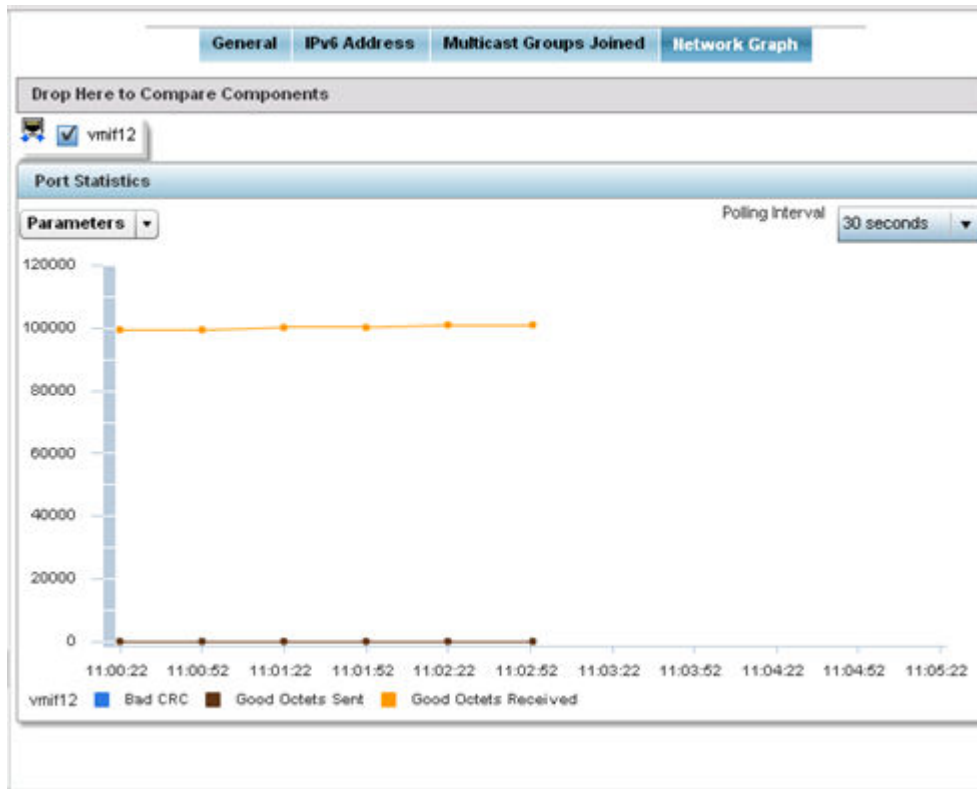 General IPv6 Address Multicast Groups Joined Network Graph
Drop Here to Compare Components
vmif12
Port Statistics
Parameters
Polling Interval 30 seconds
120000
100000
80000
60000
40000
20000
0
11:00:22 11:00:52 11:01:22 11:01:52 11:02:22 11:02:52 11:03:22 11:03:52 11:04:22 11:04:52 11:05:22
vmif12 Bad CRC Good Octets Sent Good Octets Received